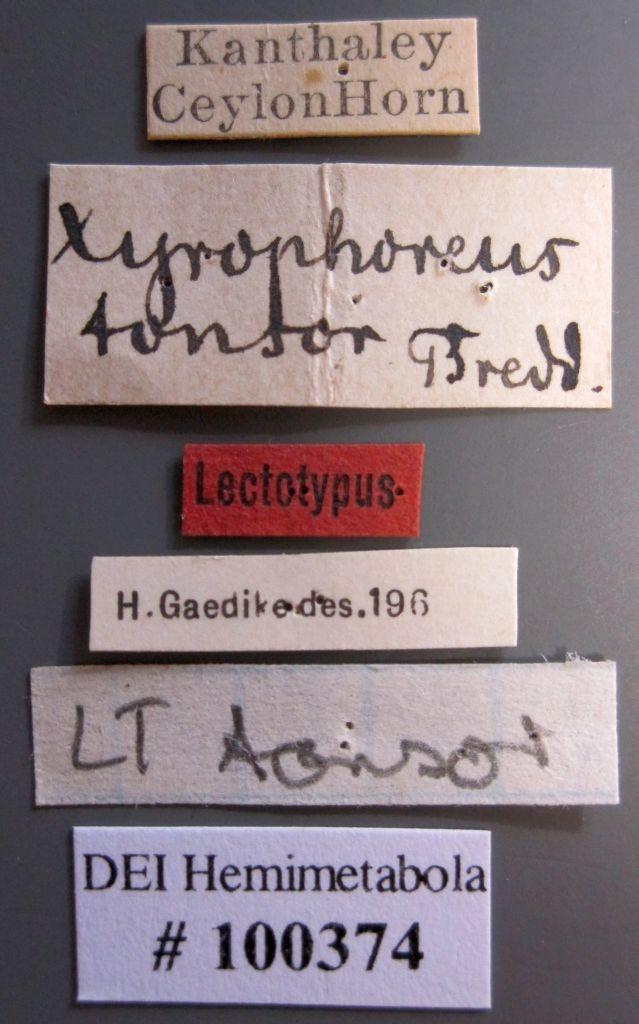 Kanthaley
CeylonHorn
Xyrophoreus
tonsor Bredd.
Lectotypus.
H.Gaedike des.196
LT tonsor
DEI Hemimetabola
# 100374